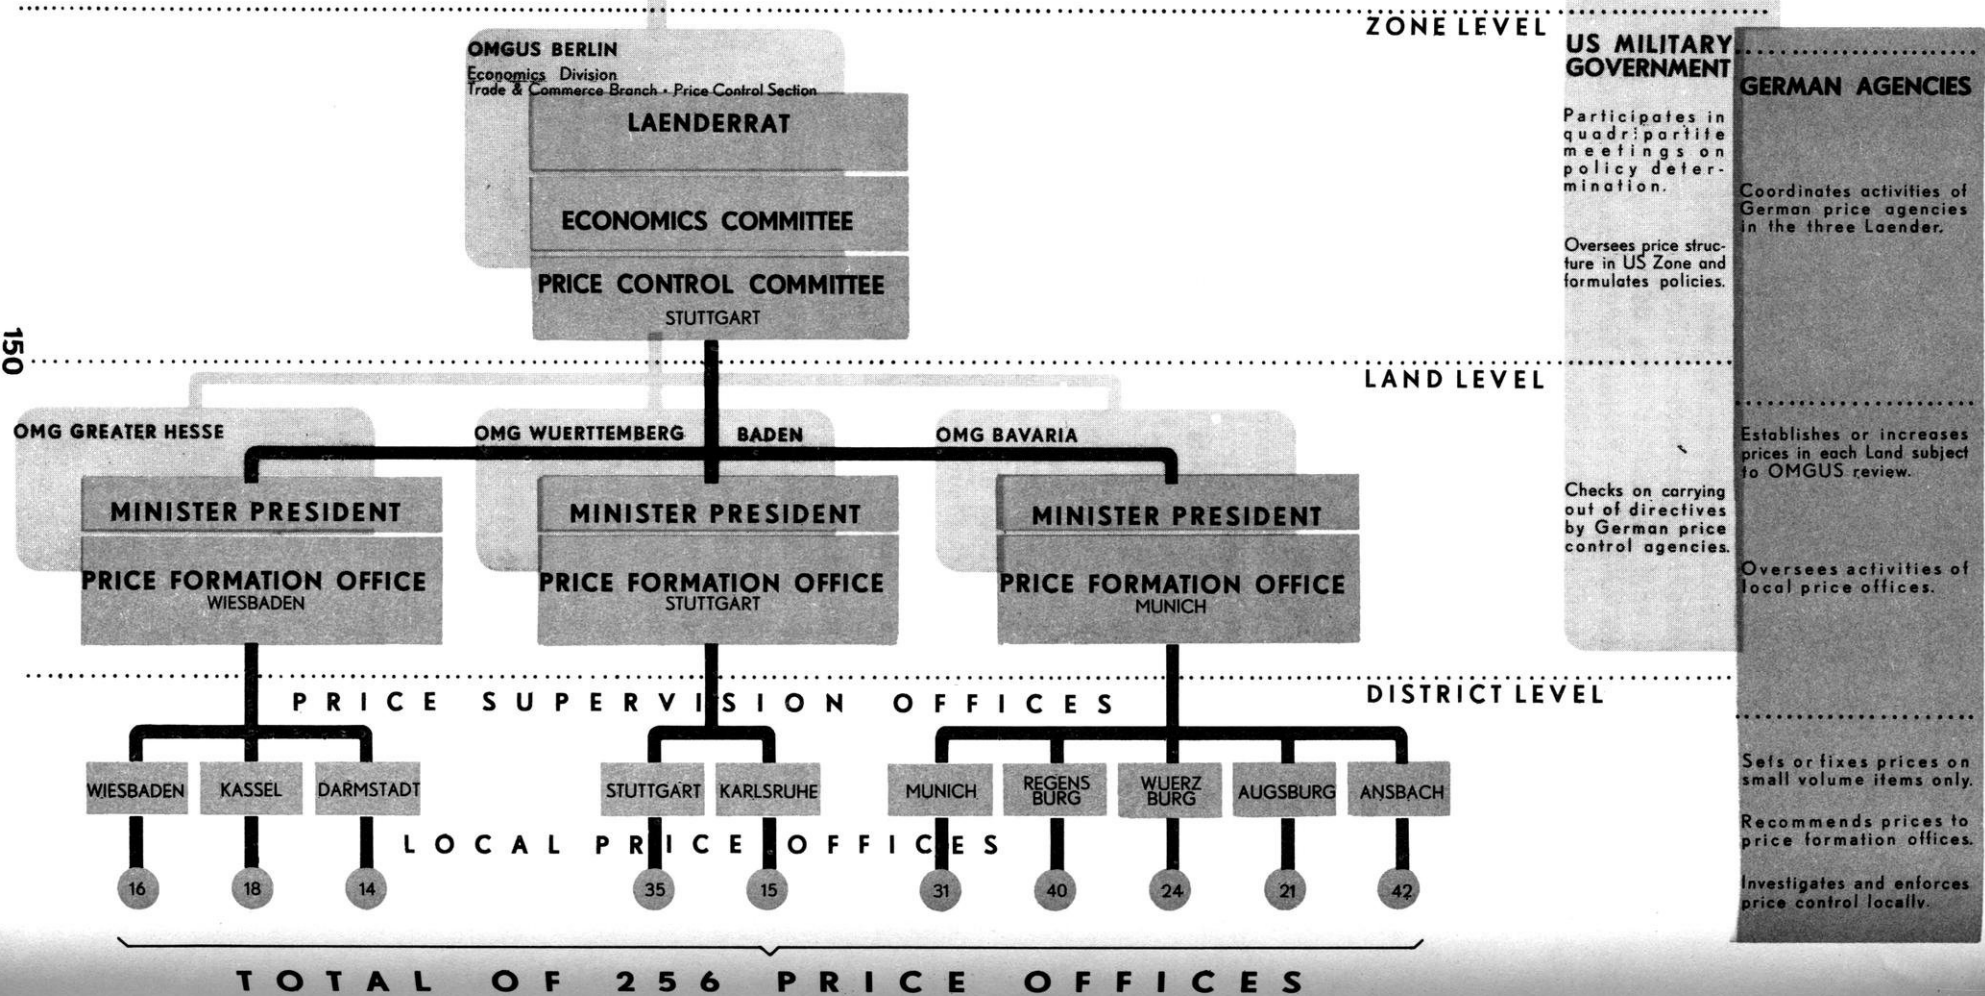 ZONE LEVEL
OMGUS BERLIN
Economics Division
Trade & Commerce Branch • Price Control Section
LAENDERRAT
ECONOMICS COMMITTEE
PRICE CONTROL COMMITTEE
STUTTGART
150
LAND LEVEL
OMG GREATER HESSE
OMG WUERTTEMBERG BADEN
OMG BAVARIA
MINISTER PRESIDENT
PRICE FORMATION OFFICE
WIESBADEN
MINISTER PRESIDENT
PRICE FORMATION OFFICE
STUTTGART
MINISTER PRESIDENT
PRICE FORMATION OFFICE
MUNICH
DISTRICT LEVEL
PRICE SUPERVISION OFFICES
WIESBADEN
KASSEL
DARMSTADT
STUTTGART
KARLSRUHE
MUNICH
REGENS
BURG
WUERZ
BURG
AUGSBURG
ANSBACH
LOCAL PRICE OFFICES
16
18
14
35
15
31
40
24
21
42
TOTAL OF 256 PRICE OFFICES
US MILITARY
GOVERNMENT
Participates in
quadripartite
meetings on
policy deter-
mination.
Oversees price struc-
ture in US Zone and
formulates policies.
Checks on carrying
out of directives
by German price
control agencies.
GERMAN AGENCIES
Coordinates activities of
German price agencies
in the three Laender.
Establishes or increases
prices in each Land subject
to OMGUS review.
Oversees activities of
local price offices.
Sets or fixes prices on
small volume items only.
Recommends prices to
price formation offices.
Investigates and enforces
price control locally.